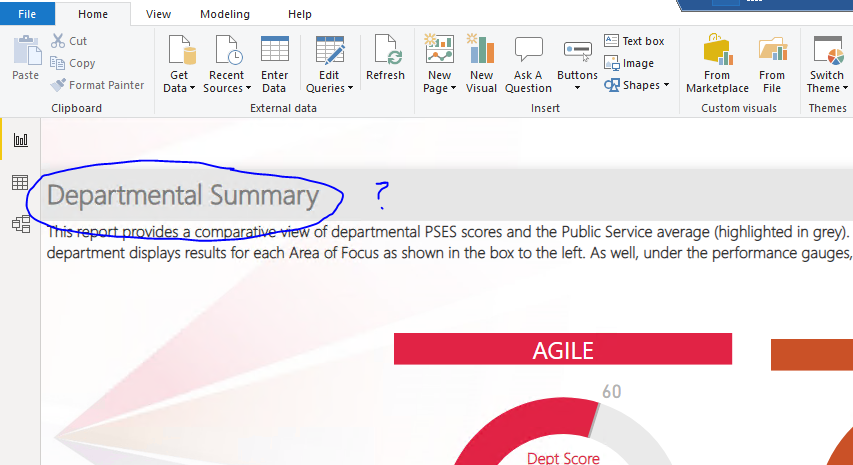 File Home View Modeling Help
Paste
Cut
Copy
Format Painter
Clipboard
Get Data
Recent Sources
Enter Data
Edit Queries
Refresh
External data
New Page
New Visual
Ask A Question
Buttons
Text box
Image
Shapes
Insert
From Marketplace
From File
Custom visuals
Switch Theme
Themes
Departmental Summary ?
This report provides a comparative view of departmental PSES scores and the Public Service average (highlighted in grey).
department displays results for each Area of Focus as shown in the box to the left. As well, under the performance gauges,
AGILE
60
Dept Score